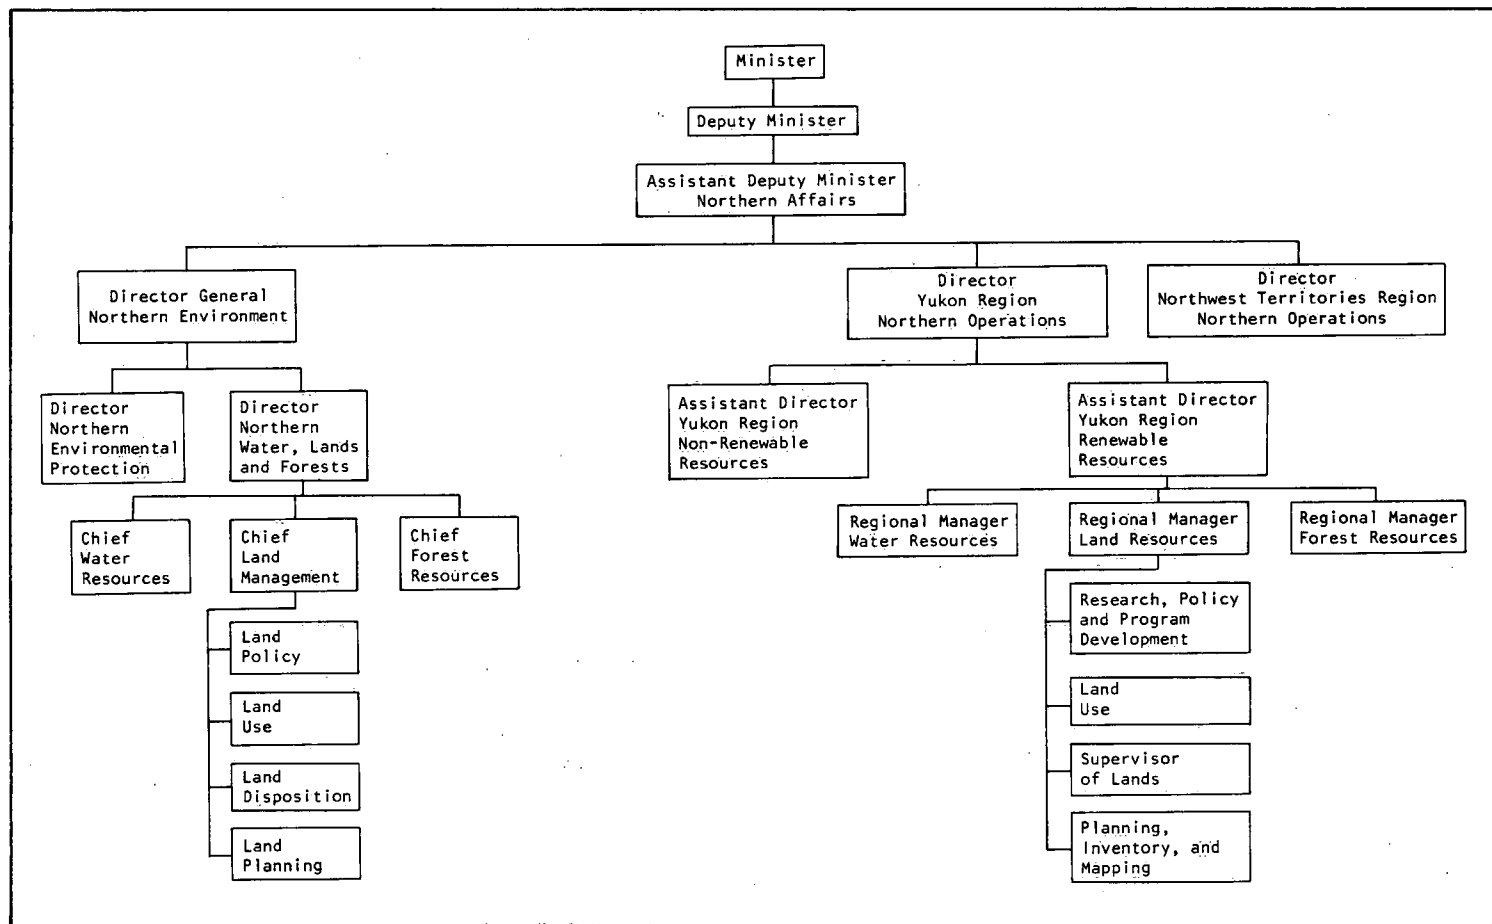 Minister
Deputy Minister
Assistant Deputy Minister
Northern Affairs
Director General
Northern Environment
Director
Yukon Region
Northern Operations
Director
Northwest Territories Region
Northern Operations
Director
Northern
Environmental
Protection
Director
Northern
Water, Lands
and Forests
Assistant Director
Yukon Region
Non-Renewable
Resources
Assistant Director
Yukon Region
Renewable
Resources
Chief
Water
Resources
Chief
Land
Management
Chief
Forest
Resources
Regional Manager
Water Resources
Regional Manager
Land Resources
Regional Manager
Forest Resources
Land
Policy
Land
Use
Land
Disposition
Land
Planning
Research, Policy
and Program
Development
Land
Use
Supervisor
of Lands
Planning,
Inventory, and
Mapping